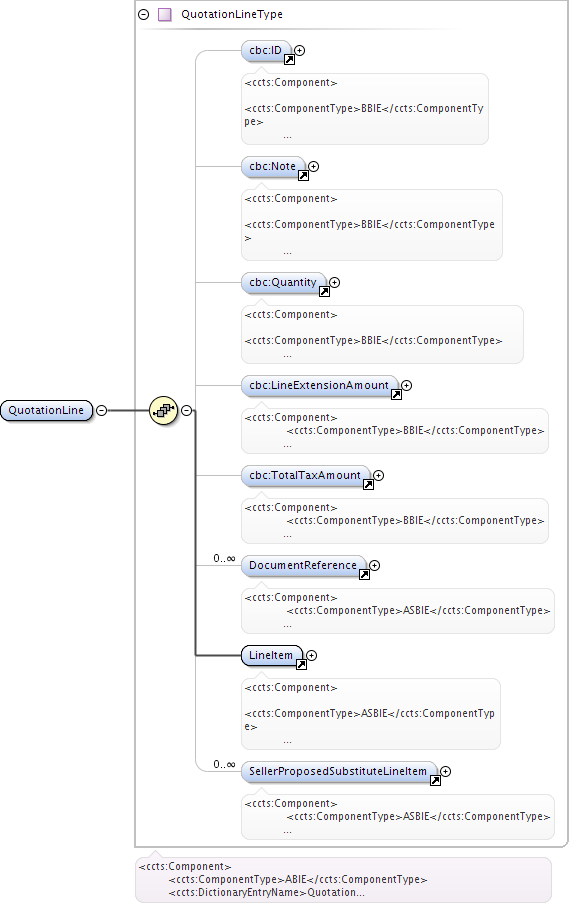 QuotationLineType
cbc:ID
<ccts:Component>
<ccts:ComponentType>BBIE</ccts:ComponentTy
pe>
...
cbc:Note
<ccts:Component>
<ccts:ComponentType>BBIE</ccts:ComponentType
>
...
cbc:Quantity
<ccts:Component>
<ccts:ComponentType>BBIE</ccts:ComponentType>
...
cbc:LineExtensionAmount
QuotationLine
<ccts:Component>
<ccts:ComponentType>BBIE</ccts:ComponentType>
...
cbc:TotalTaxAmount
<ccts:Component>
<ccts:ComponentType>BBIE</ccts:ComponentType>
...
0..∞
DocumentReference
<ccts:Component>
<ccts:ComponentType>ASBIE</ccts:ComponentType>
...
LineItem
<ccts:Component>
<ccts:ComponentType>ASBIE</ccts:ComponentTyp
e>
...
0..∞
SellerProposedSubstituteLineItem
<ccts:Component>
<ccts:ComponentType>ASBIE</ccts:ComponentType>
...
<ccts:Component>
<ccts:ComponentType>ABIE</ccts:ComponentType>
<ccts:DictionaryEntryName>Quotation...